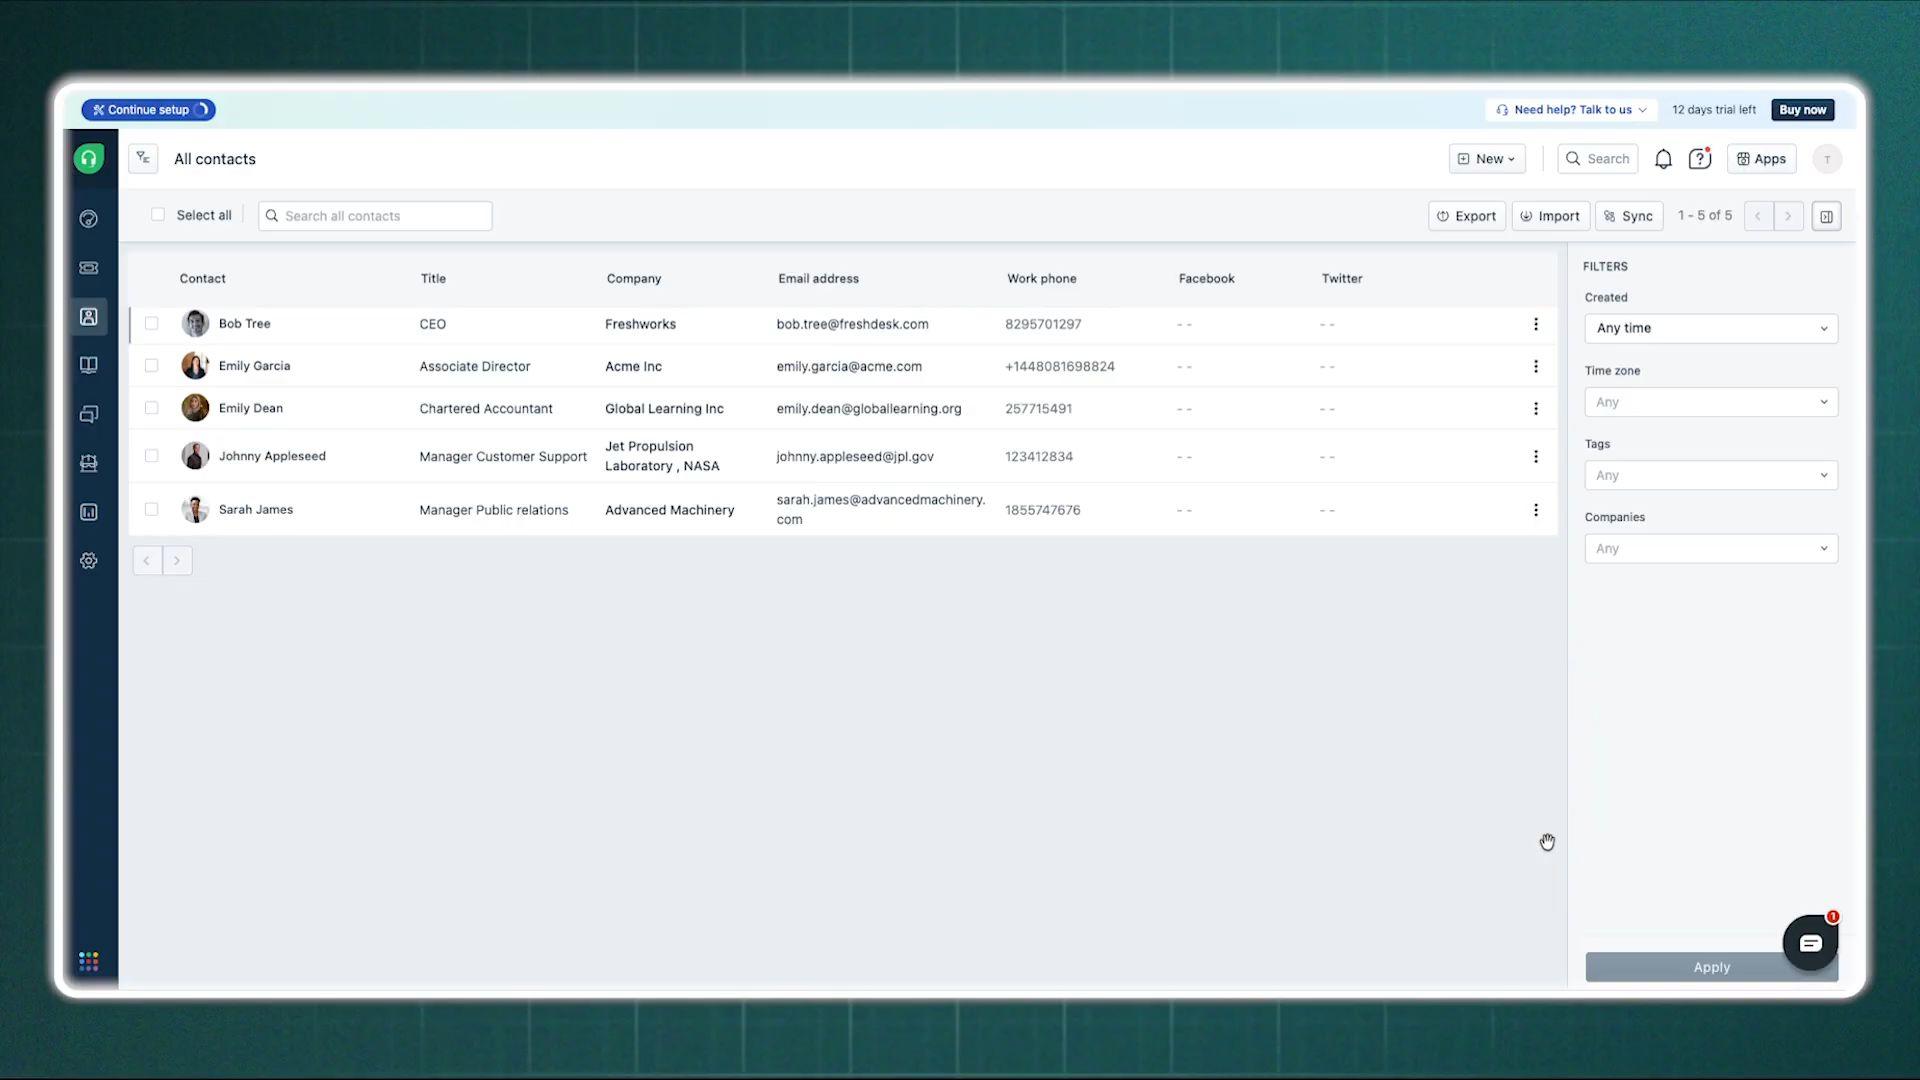 Continue setup
Need help? Talk to us
12 days trial left
Buy now
All contacts
New
Search
Apps
T
Select all
Search all contacts
Export
Import
Sync
1 - 5 of 5
Contact Title Company Email address Work phone Facebook Twitter
Bob Tree CEO Freshworks bob.tree@freshdesk.com 8295701297 - - - -
Emily Garcia Associate Director Acme Inc emily.garcia@acme.com +1448081698824 - - - -
Emily Dean Chartered Accountant Global Learning Inc emily.dean@globallearning.org 257715491 - - - -
Johnny Appleseed Manager Customer Support Jet Propulsion
Laboratory , NASA johnny.appleseed@jpl.gov 123412834 - - - -
Sarah James Manager Public relations Advanced Machinery sarah.james@advancedmachinery.
com 1855747676 - - - -
FILTERS
Created
Any time
Time zone
Any
Tags
Any
Companies
Any
1
Apply